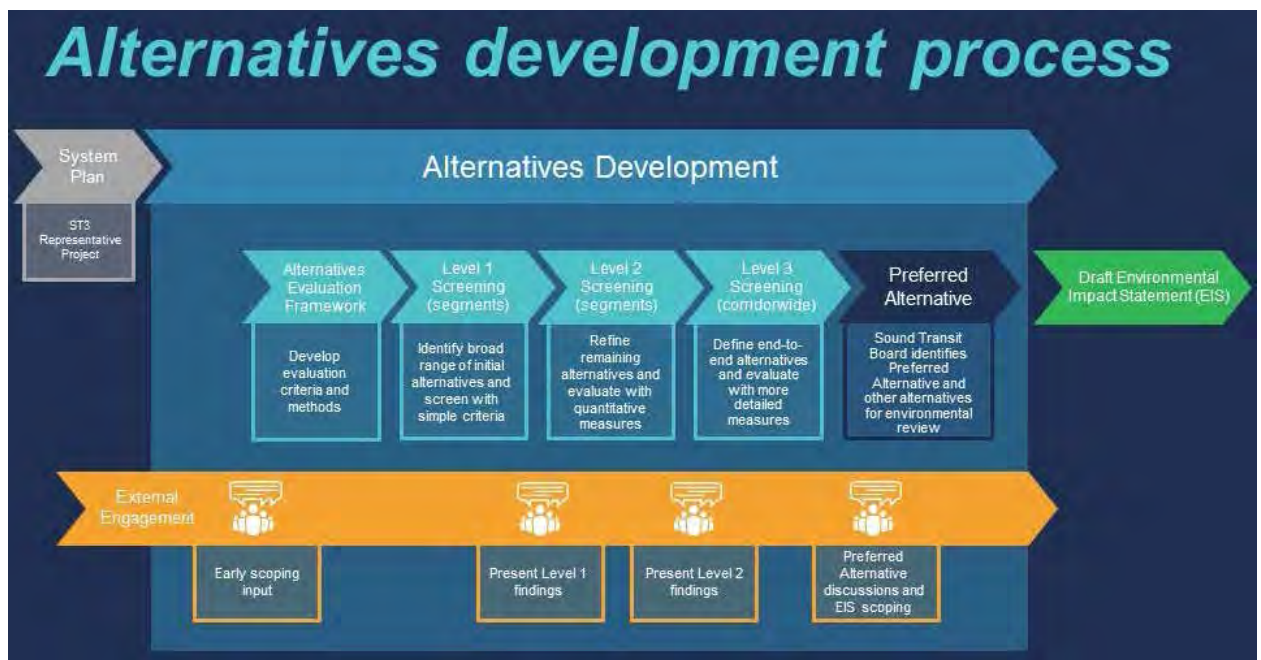 Alternatives development process
System
Plan
Alternatives Development
ST3
Representative
Project
Alternatives
Evaluation
Framework
Develop
evaluation
criteria and
methods
Level 1
Screening
(segments)
Identify broad
range of initial
alternatives and
screen with
simple criteria
Level 2
Screening
(segments)
Refine
remaining
alternatives and
evaluate with
quantitative
measures
Level 3
Screening
(corridorwide)
Define end-to-
end alternatives
and evaluate
with more
detailed
measures
Preferred
Alternative
Sound Transit
Board identifies
Preferred
Alternative and
other alternatives
for environmental
review
Draft Environmental
Impact Statement (EIS)
External
Engagement
Early scoping
input
Present Level 1
findings
Present Level 2
findings
Preferred
Alternative
discussions and
EIS scoping